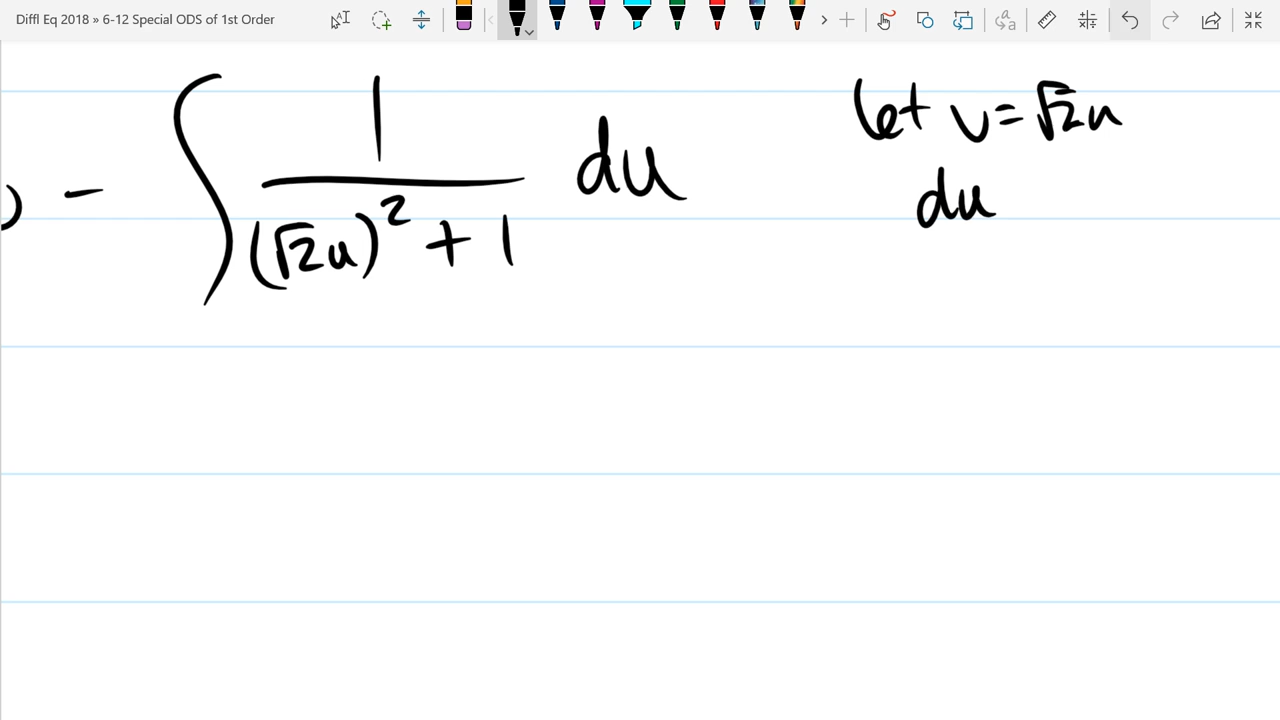 Diffl Eq 2018 » 6-12 Special ODS of 1st Order
) - ∫ 1/((√2u)² + 1) du
let v=√2u
du